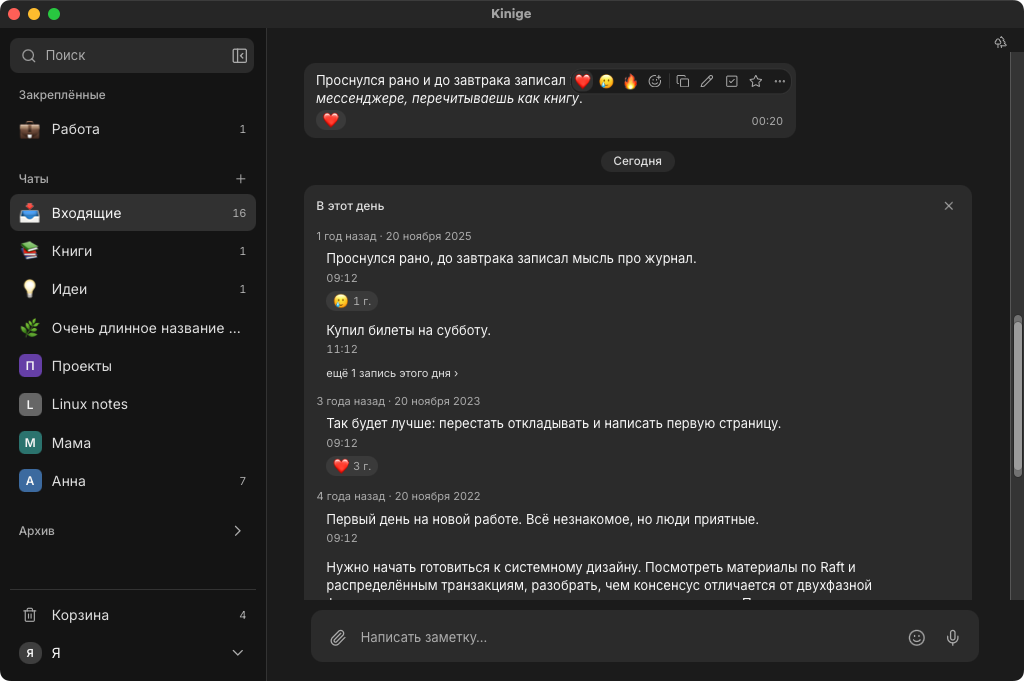 Kinige
Поиск
Закреплённые
Работа 1
Чаты
Входящие 16
Книги 1
Идеи 1
Очень длинное название ...
П Проекты
L Linux notes
М Мама
А Анна 7
Архив
Корзина 4
Я Я
Проснулся рано и до завтрака записал
мессенджере, перечитываешь как книгу.
00:20
Сегодня
В этот день
1 год назад · 20 ноября 2025
Проснулся рано, до завтрака записал мысль про журнал.
09:12
1 г.
Купил билеты на субботу.
11:12
ещё 1 запись этого дня ›
3 года назад · 20 ноября 2023
Так будет лучше: перестать откладывать и написать первую страницу.
09:12
3 г.
4 года назад · 20 ноября 2022
Первый день на новой работе. Всё незнакомое, но люди приятные.
09:12
Нужно начать готовиться к системному дизайну. Посмотреть материалы по Raft и
распределённым транзакциям, разобрать, чем консенсус отличается от двухфазной
Написать заметку...